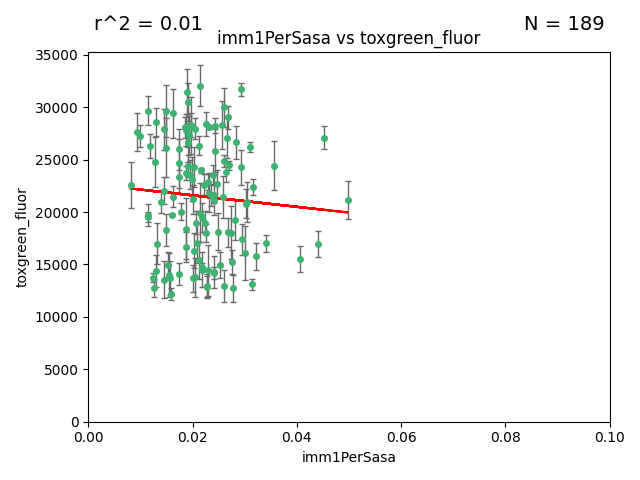 r^2 = 0.01
N = 189
imm1PerSasa vs toxgreen_fluor
35000
30000
25000
20000
15000
10000
5000
0
toxgreen_fluor
0.00
0.02
0.04
0.06
0.08
0.10
imm1PerSasa